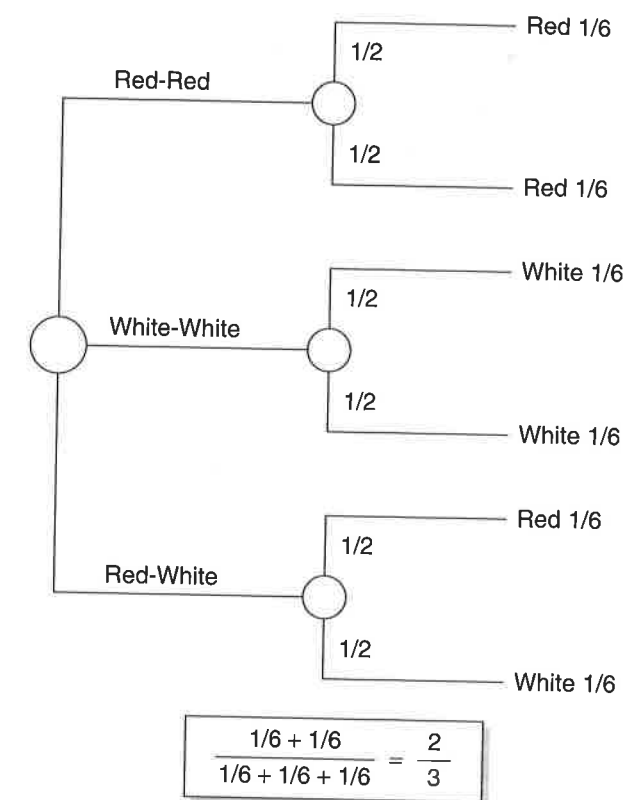 Red 1/6
1/2
Red-Red
1/2
Red 1/6
White 1/6
1/2
White-White
1/2
White 1/6
Red 1/6
1/2
Red-White
1/2
White 1/6
1/6 + 1/6
1/6 + 1/6 + 1/6
= 2
3